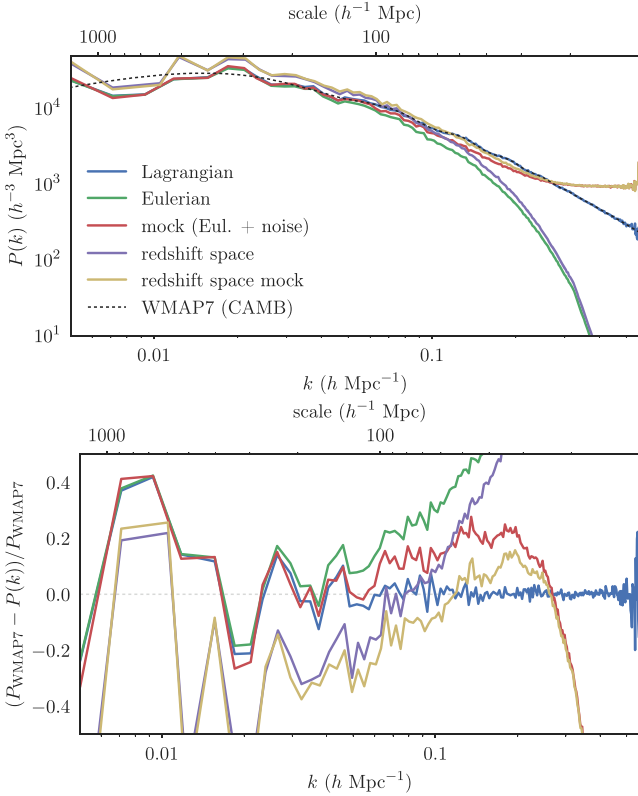 scale (h⁻¹ Mpc)
1000 100
10⁴
10³
10²
10¹
P(k) (h⁻³ Mpc³)
Lagrangian
Eulerian
mock (Eul. + noise)
redshift space
redshift space mock
WMAP7 (CAMB)
0.01 0.1
k (h Mpc⁻¹)
scale (h⁻¹ Mpc)
1000 100
0.4
0.2
0.0
−0.2
−0.4
(P_WMAP7 − P(k))/P_WMAP7
0.01 0.1
k (h Mpc⁻¹)